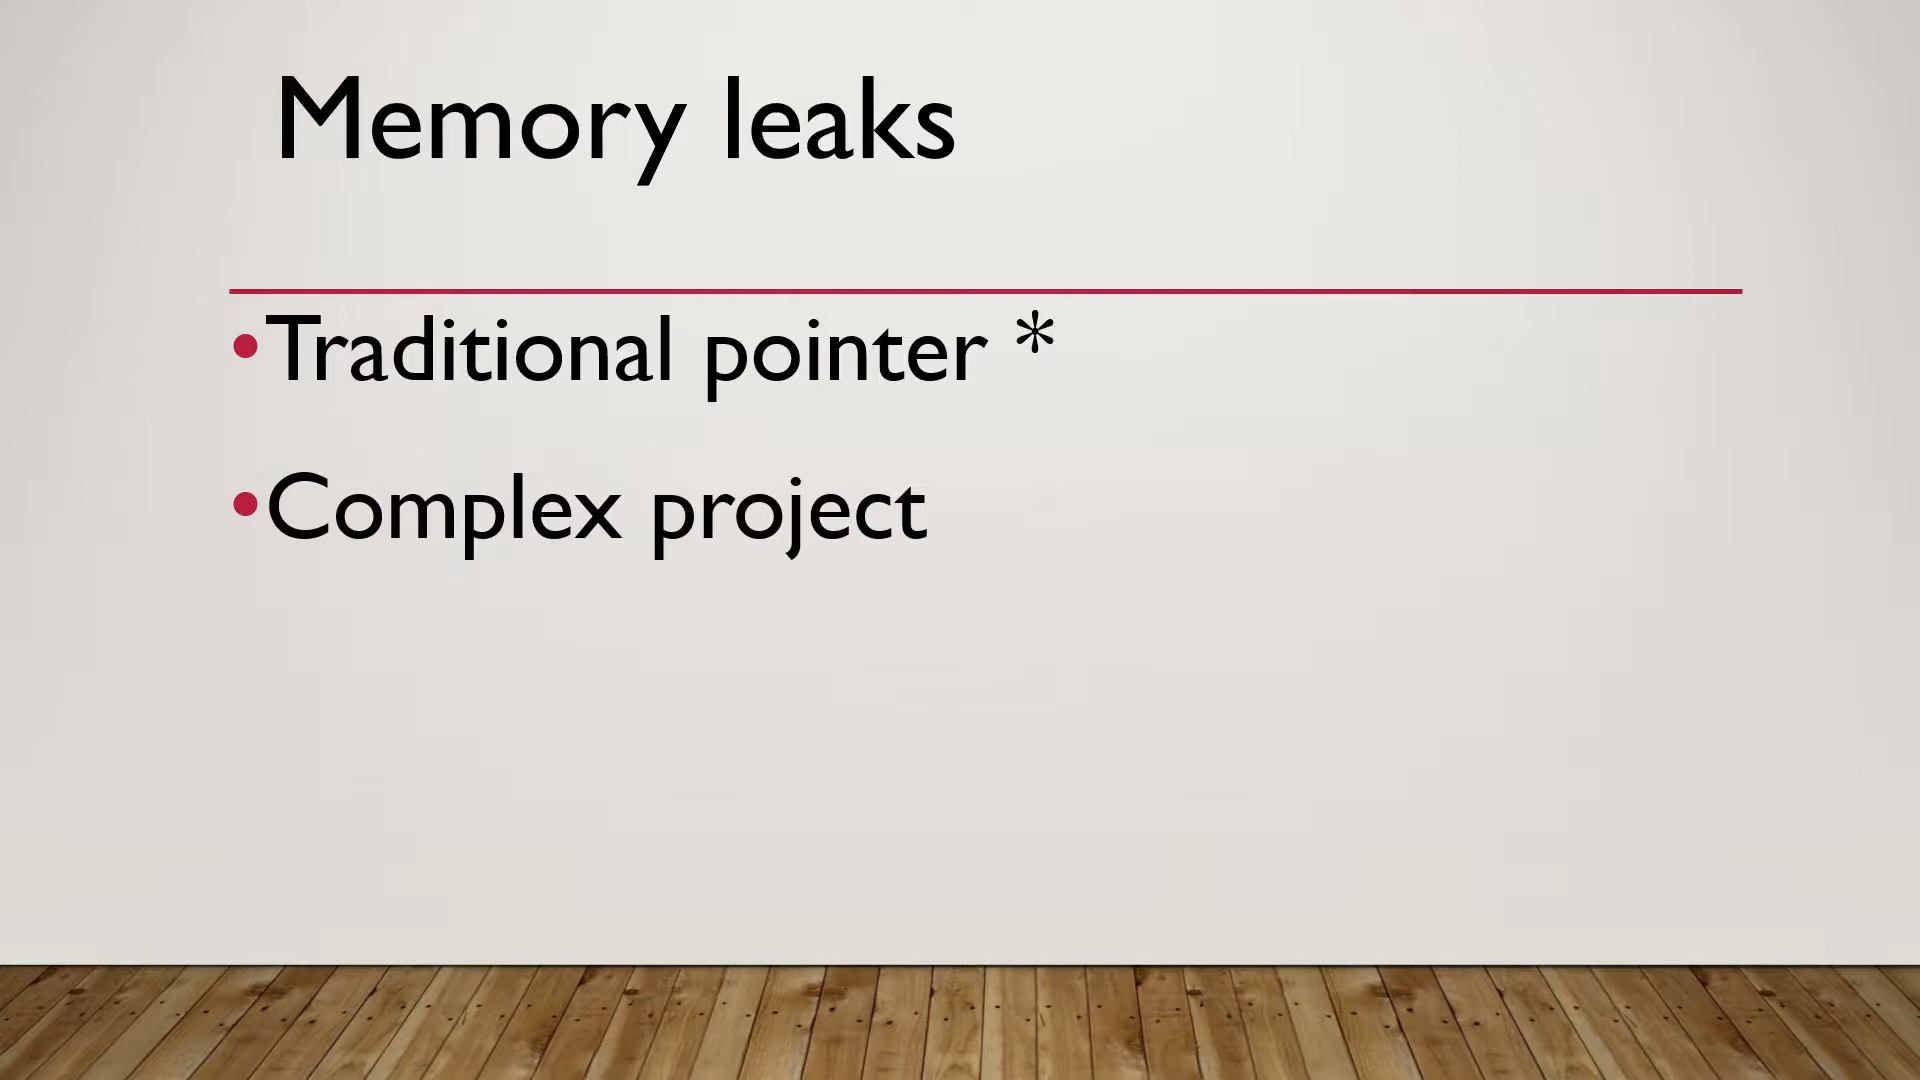 Memory leaks
•Traditional pointer *
•Complex project